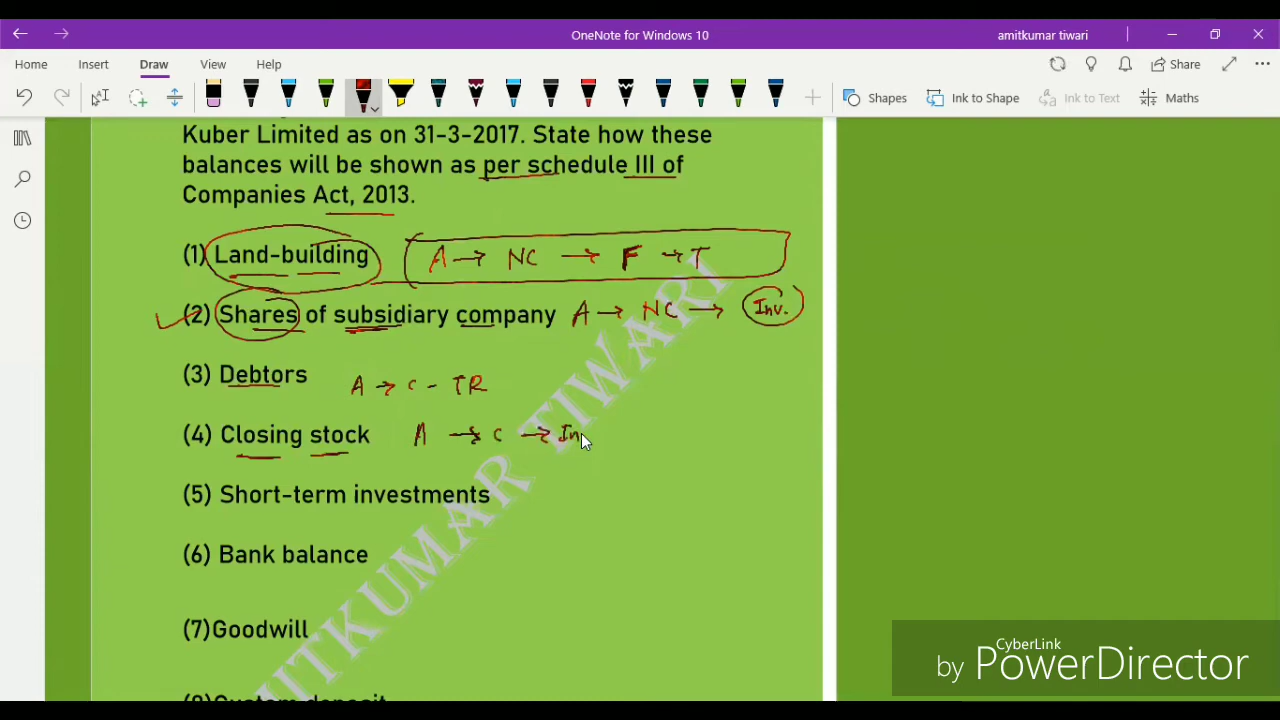 OneNote for Windows 10
amitkumar tiwari
Home Insert Draw View Help
Share
Shapes Ink to Shape Ink to Text Maths
Kuber Limited as on 31-3-2017. State how these
balances will be shown as per schedule III of
Companies Act, 2013.
(1) Land-building A → NC → F → T
(2) Shares of subsidiary company A → NC → Inv.
(3) Debtors A → C - TR
(4) Closing stock A → C → In
(5) Short-term investments
(6) Bank balance
(7)Goodwill
UTKUMAR TIWARI
CyberLink
by PowerDirector